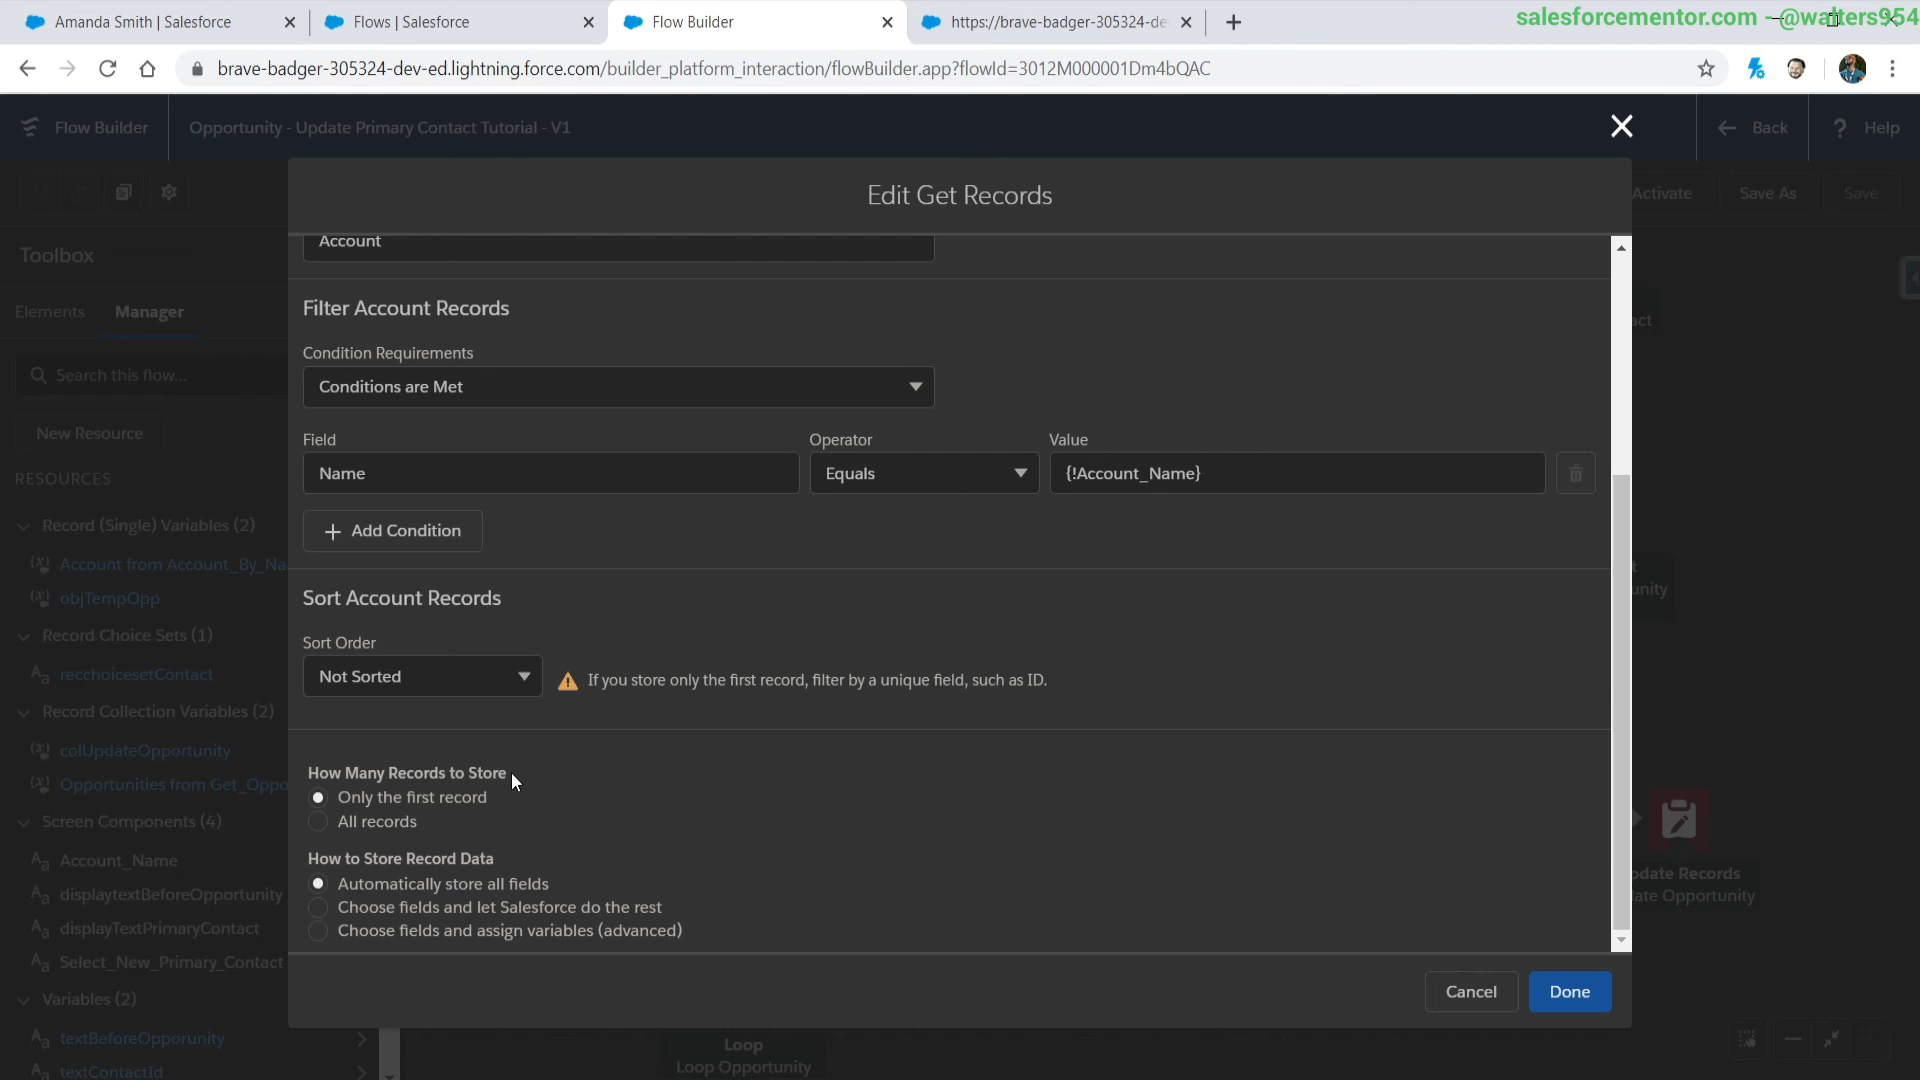 Amanda Smith | Salesforce
Flows | Salesforce
Flow Builder
https://brave-badger-305324-de
salesforcementor.com - @walters954
brave-badger-305324-dev-ed.lightning.force.com/builder_platform_interaction/flowBuilder.app?flowId=3012M000001Dm4bQAC
Flow Builder
Opportunity - Update Primary Contact Tutorial - V1
Back
? Help
Edit Get Records
Activate
Save As
Save
Toolbox
Elements
Manager
Search this flow...
New Resource
RESOURCES
Record (Single) Variables (2)
Account from Account_By_Na
objTempOpp
Record Choice Sets (1)
recchoicesetContact
Record Collection Variables (2)
colUpdateOpportunity
Opportunities from Get_Oppo
Screen Components (4)
Account_Name
displaytextBeforeOpportunity
displayTextPrimaryContact
Select_New_Primary_Contact
Variables (2)
textBeforeOpporunity
textContactId
Account
Filter Account Records
Condition Requirements
Conditions are Met
Field
Operator
Value
Name
Equals
{!Account_Name}
+ Add Condition
Sort Account Records
Sort Order
Not Sorted
If you store only the first record, filter by a unique field, such as ID.
How Many Records to Store
Only the first record
All records
How to Store Record Data
Automatically store all fields
Choose fields and let Salesforce do the rest
Choose fields and assign variables (advanced)
Cancel
Done
act
t
unity
pdate Records
date Opportunity
Loop
Loop Opportunity